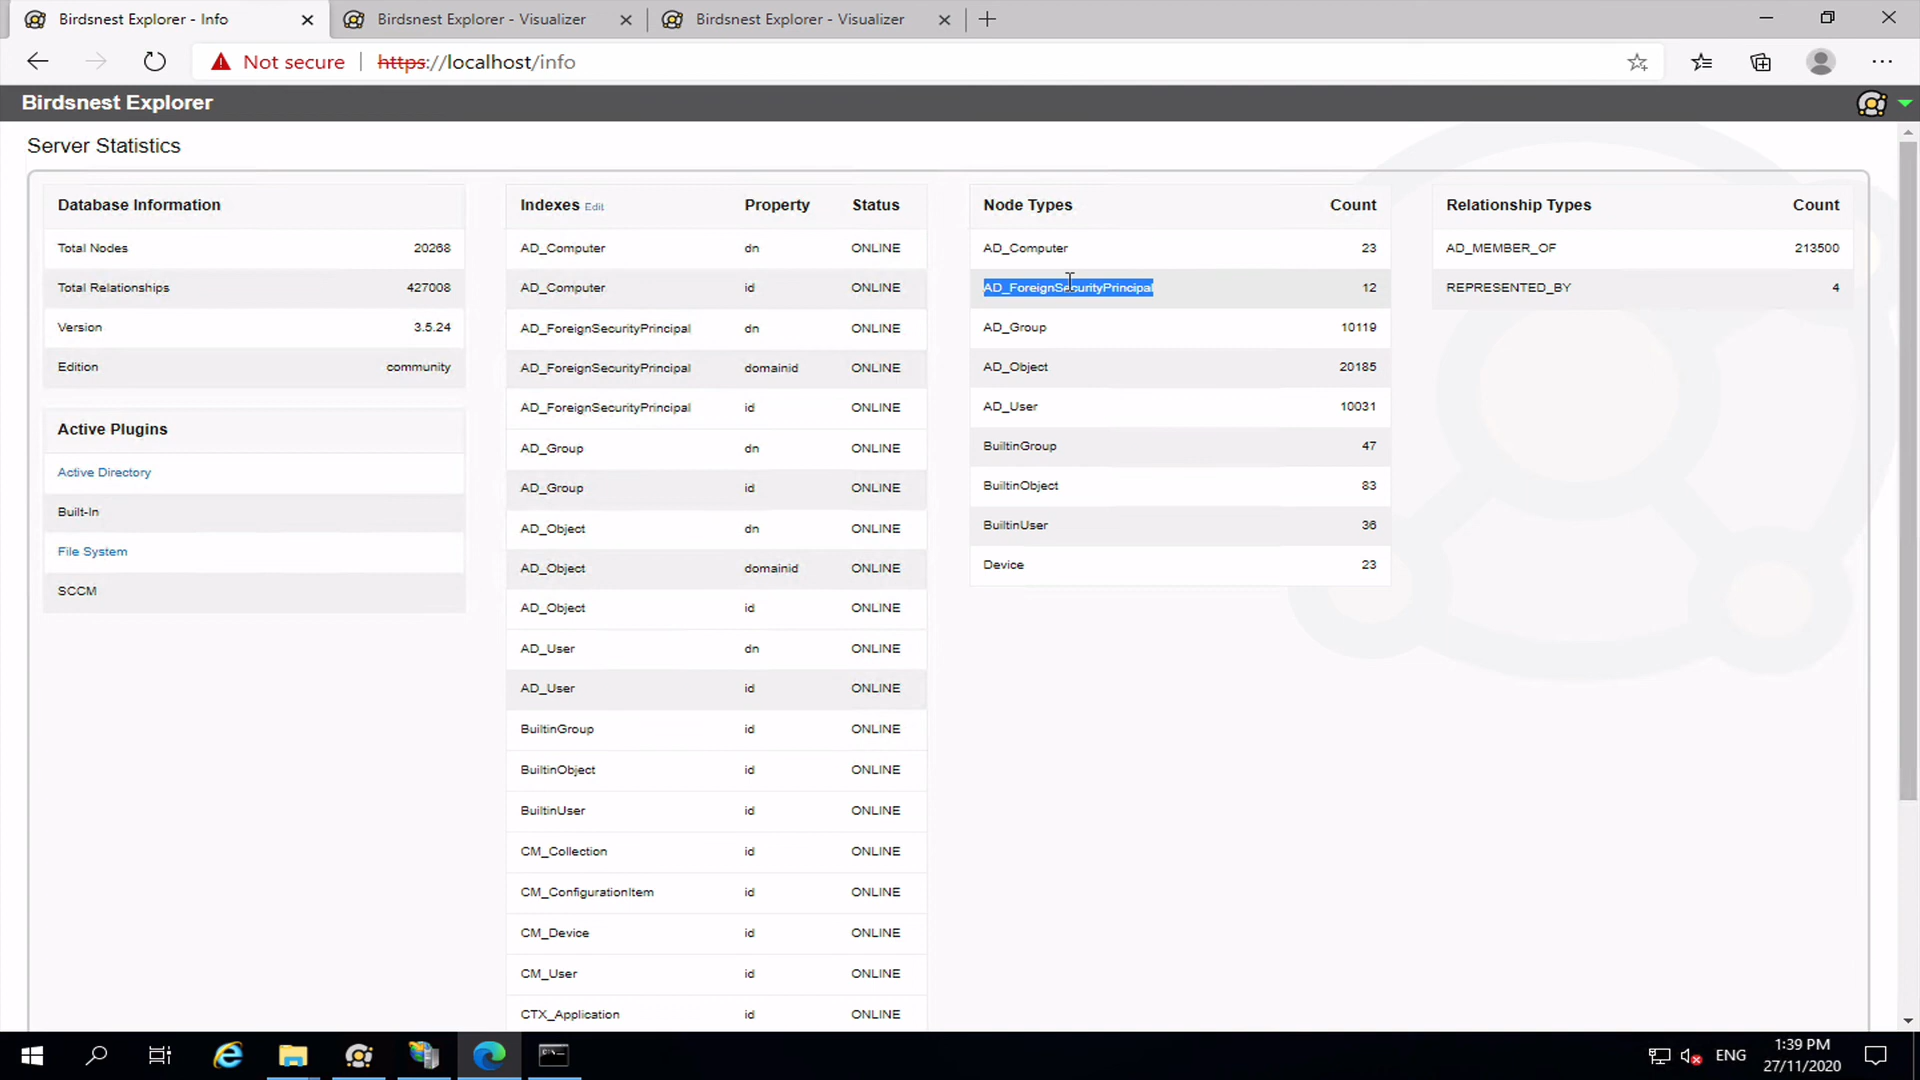 Birdsnest Explorer - Info
Birdsnest Explorer - Visualizer
Birdsnest Explorer - Visualizer
Not secure
https://localhost/info
Birdsnest Explorer
Server Statistics
Database Information
Total Nodes 20268
Total Relationships 427008
Version 3.5.24
Edition community
Active Plugins
Active Directory
Built-In
File System
SCCM
Indexes Edit Property Status
AD_Computer dn ONLINE
AD_Computer id ONLINE
AD_ForeignSecurityPrincipal dn ONLINE
AD_ForeignSecurityPrincipal domainid ONLINE
AD_ForeignSecurityPrincipal id ONLINE
AD_Group dn ONLINE
AD_Group id ONLINE
AD_Object dn ONLINE
AD_Object domainid ONLINE
AD_Object id ONLINE
AD_User dn ONLINE
AD_User id ONLINE
BuiltinGroup id ONLINE
BuiltinObject id ONLINE
BuiltinUser id ONLINE
CM_Collection id ONLINE
CM_ConfigurationItem id ONLINE
CM_Device id ONLINE
CM_User id ONLINE
CTX_Application id ONLINE
Node Types Count
AD_Computer 23
AD_ForeignSecurityPrincipal 12
AD_Group 10119
AD_Object 20185
AD_User 10031
BuiltinGroup 47
BuiltinObject 83
BuiltinUser 36
Device 23
Relationship Types Count
AD_MEMBER_OF 213500
REPRESENTED_BY 4
ENG
1:39 PM
27/11/2020